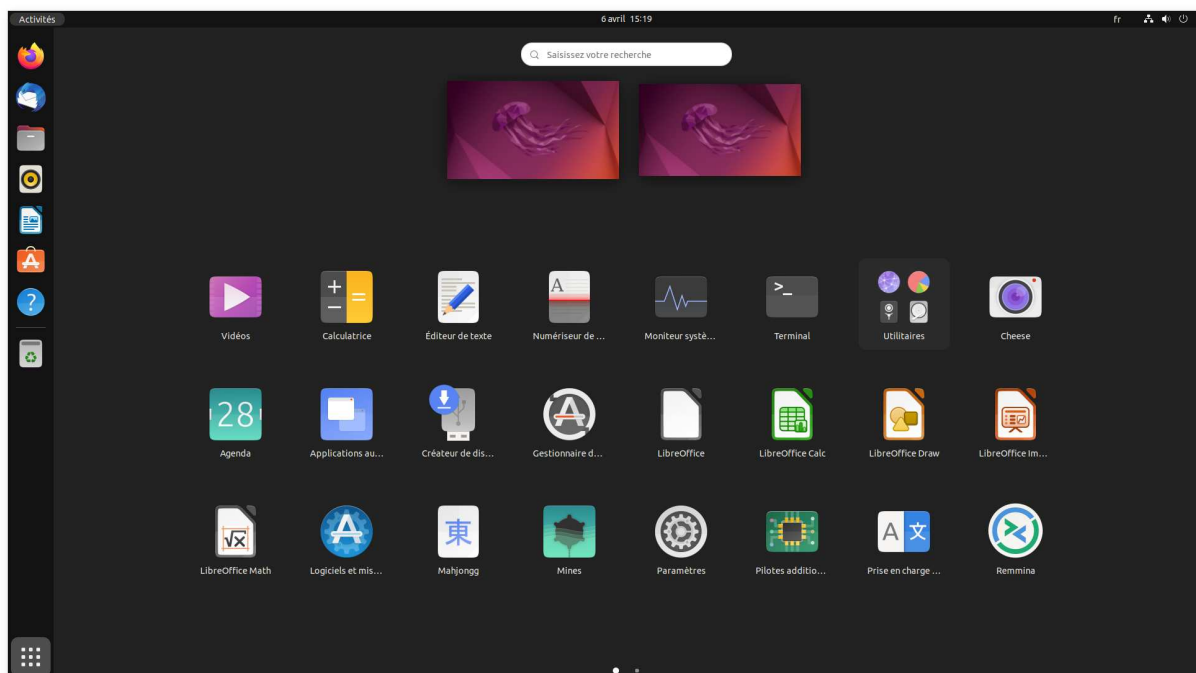 Activités
6 avril 15:19
fr
Saisissez votre recherche
A
>_
Vidéos
Calculatrice
Éditeur de texte
Numériseur de ...
Moniteur systè...
Terminal
Utilitaires
Cheese
28
Agenda
Applications au...
Créateur de dis...
Gestionnaire d...
LibreOffice
LibreOffice Calc
LibreOffice Draw
LibreOffice Im...
√x
東
A 文
LibreOffice Math
Logiciels et mis...
Mahjongg
Mines
Paramètres
Pilotes additio...
Prise en charge ...
Remmina